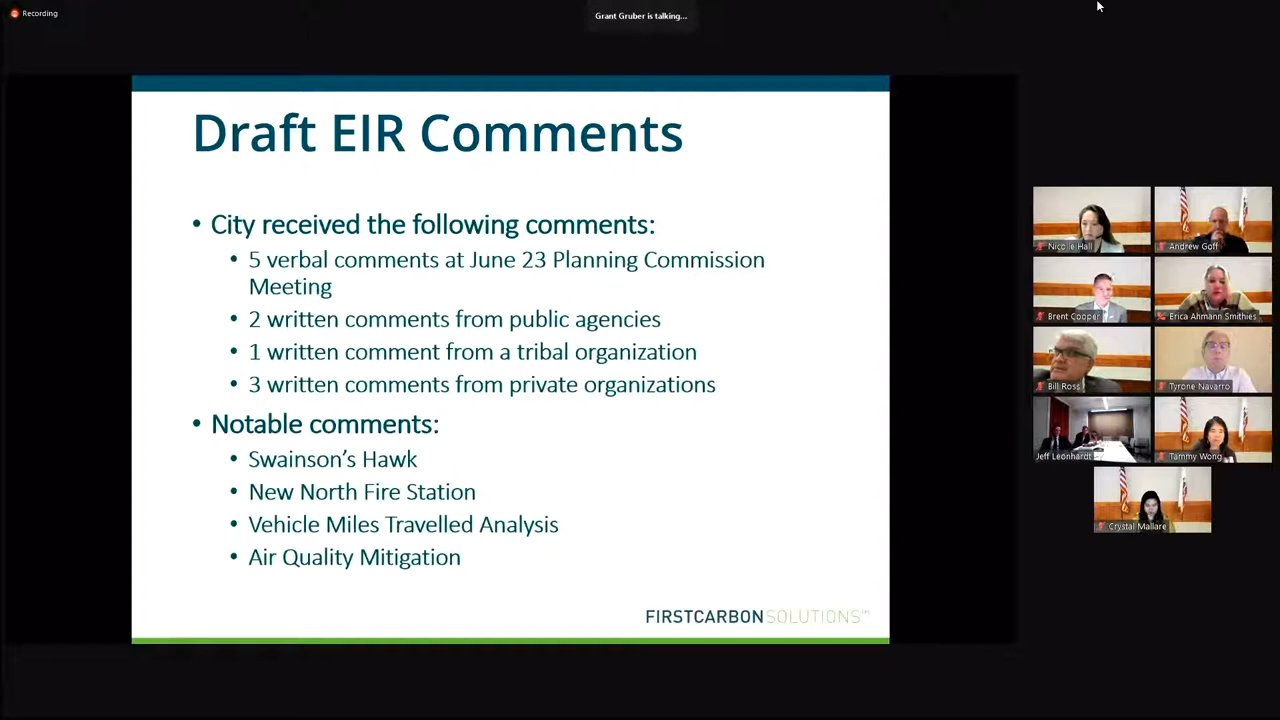 Recording
Grant Gruber is talking...
Draft EIR Comments
• City received the following comments:
• 5 verbal comments at June 23 Planning Commission
Meeting
• 2 written comments from public agencies
• 1 written comment from a tribal organization
• 3 written comments from private organizations
• Notable comments:
• Swainson's Hawk
• New North Fire Station
• Vehicle Miles Travelled Analysis
• Air Quality Mitigation
FIRSTCARBONSOLUTIONS
Nicolle Hall
Andrew Goff
Brent Cooper
Erica Ahmann Smithies
Bill Ross
Tyrone Navarro
Jeff Leonhardt
Tammy Wong
Crystal Mallare